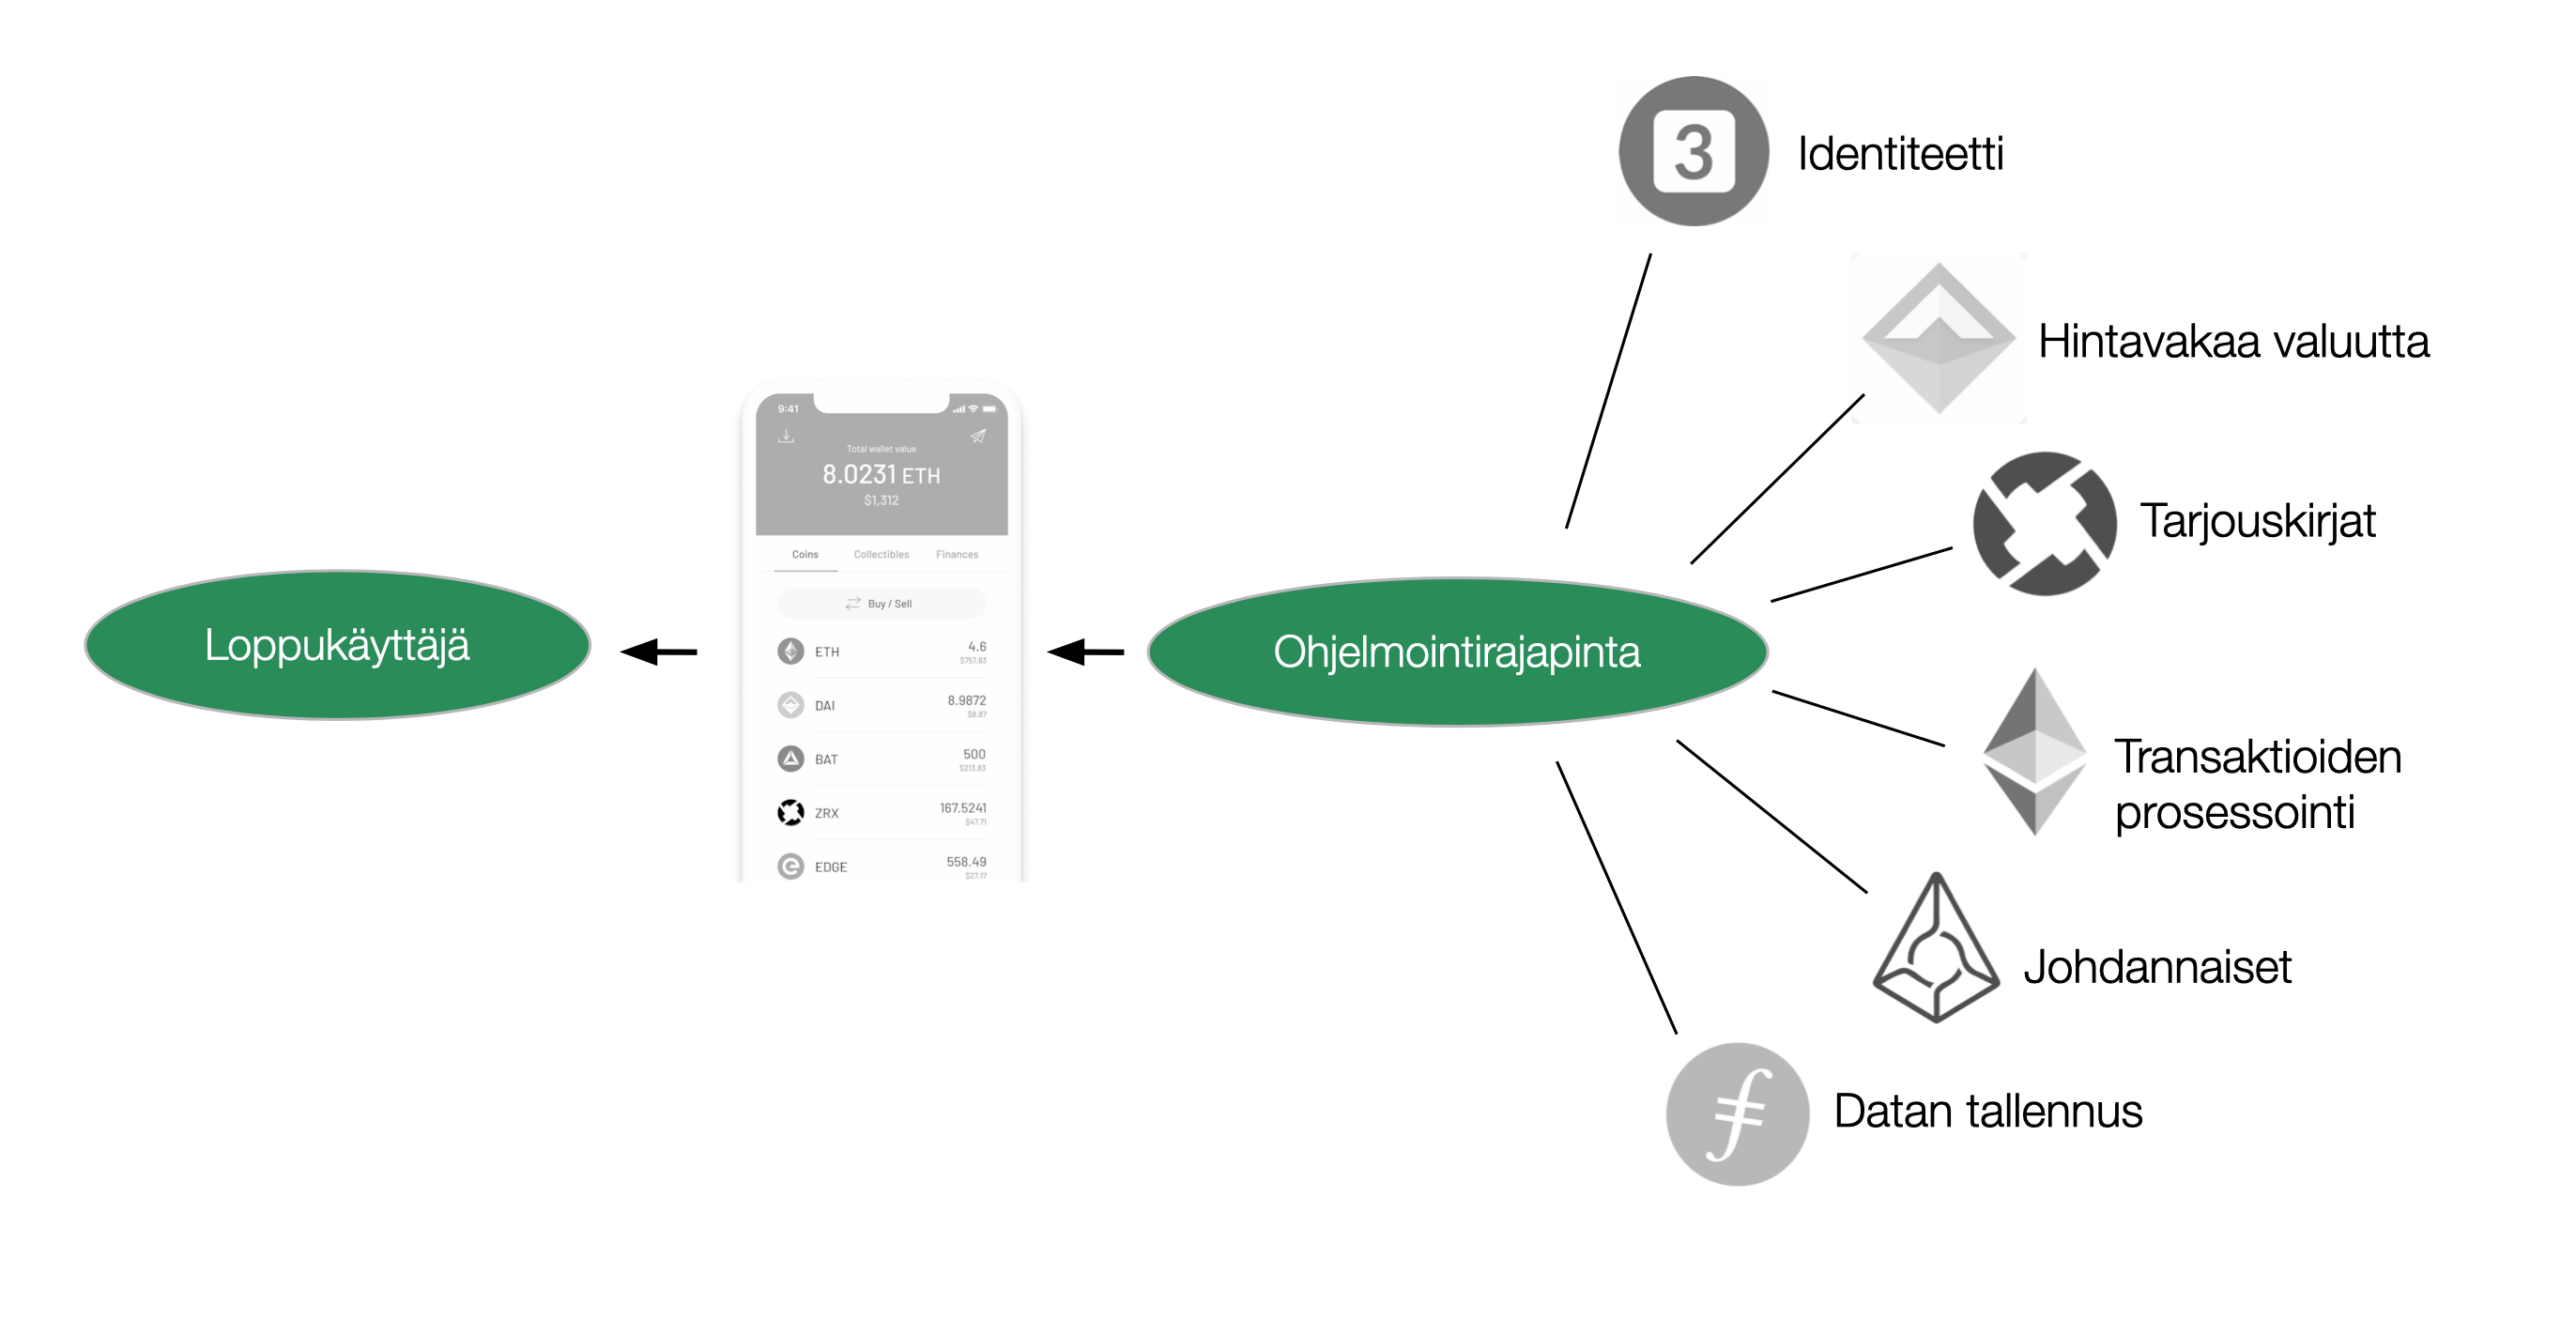 3
Identiteetti
Hintavakaa valuutta
Tarjouskirjat
Transaktioiden
prosessointi
Johdannaiset
Datan tallennus
Ohjelmointirajapinta
Loppukäyttäjä
9:41
Total wallet value
8.0231 ETH
$1,312
Coins Collectibles Finances
Buy / Sell
ETH 4.6
$757.83
DAI 8.9872
$8.87
BAT 500
$213.83
ZRX 167.5241
$47.71
EDGE 558.49
$27.17